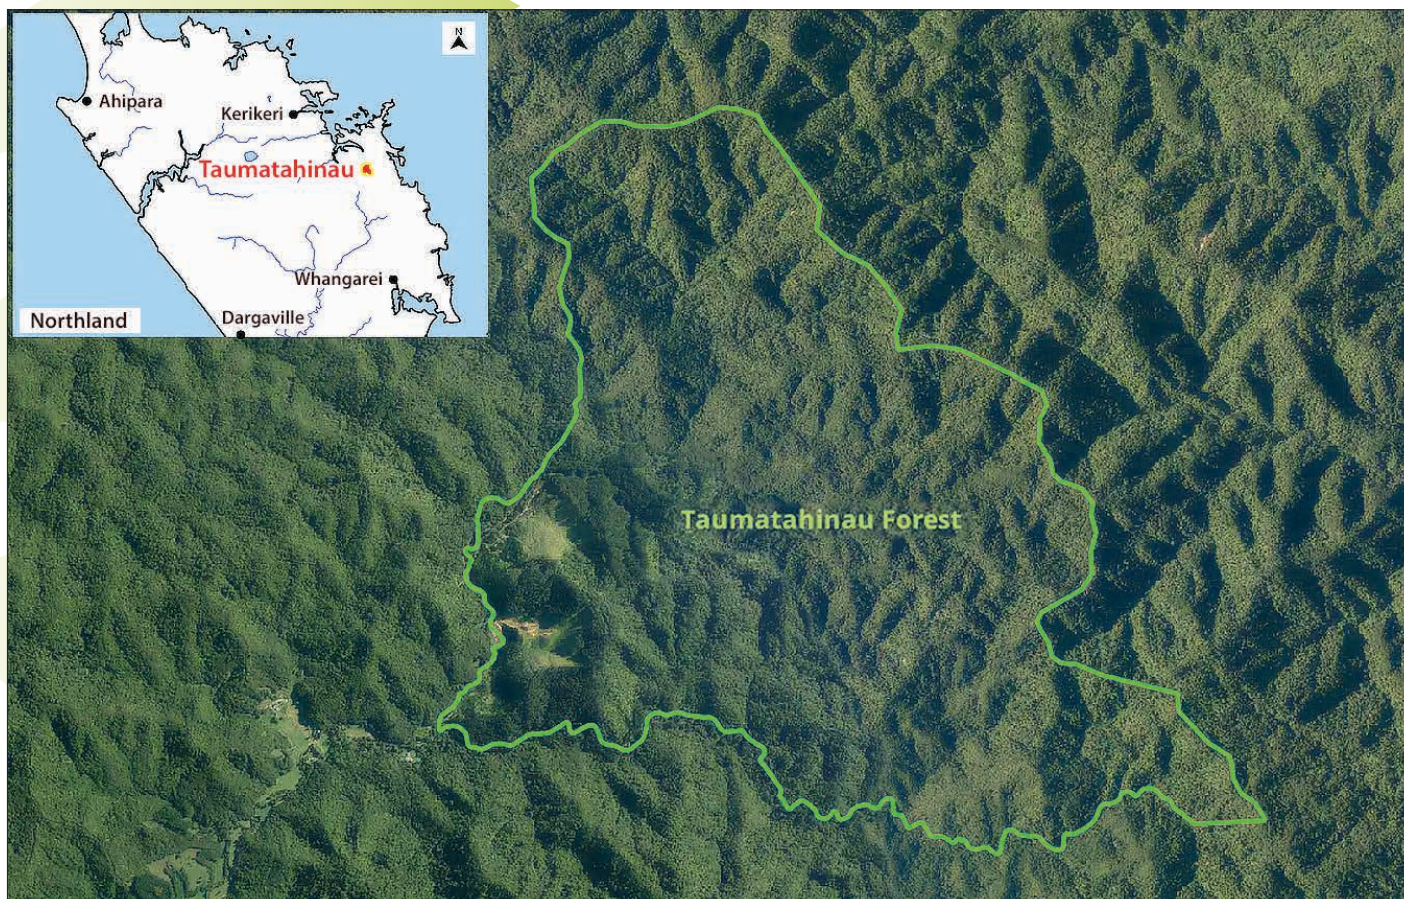 N
Ahipara
Kerikeri
Taumatahinau
Whangarei
Dargaville
Northland
Taumatahinau Forest